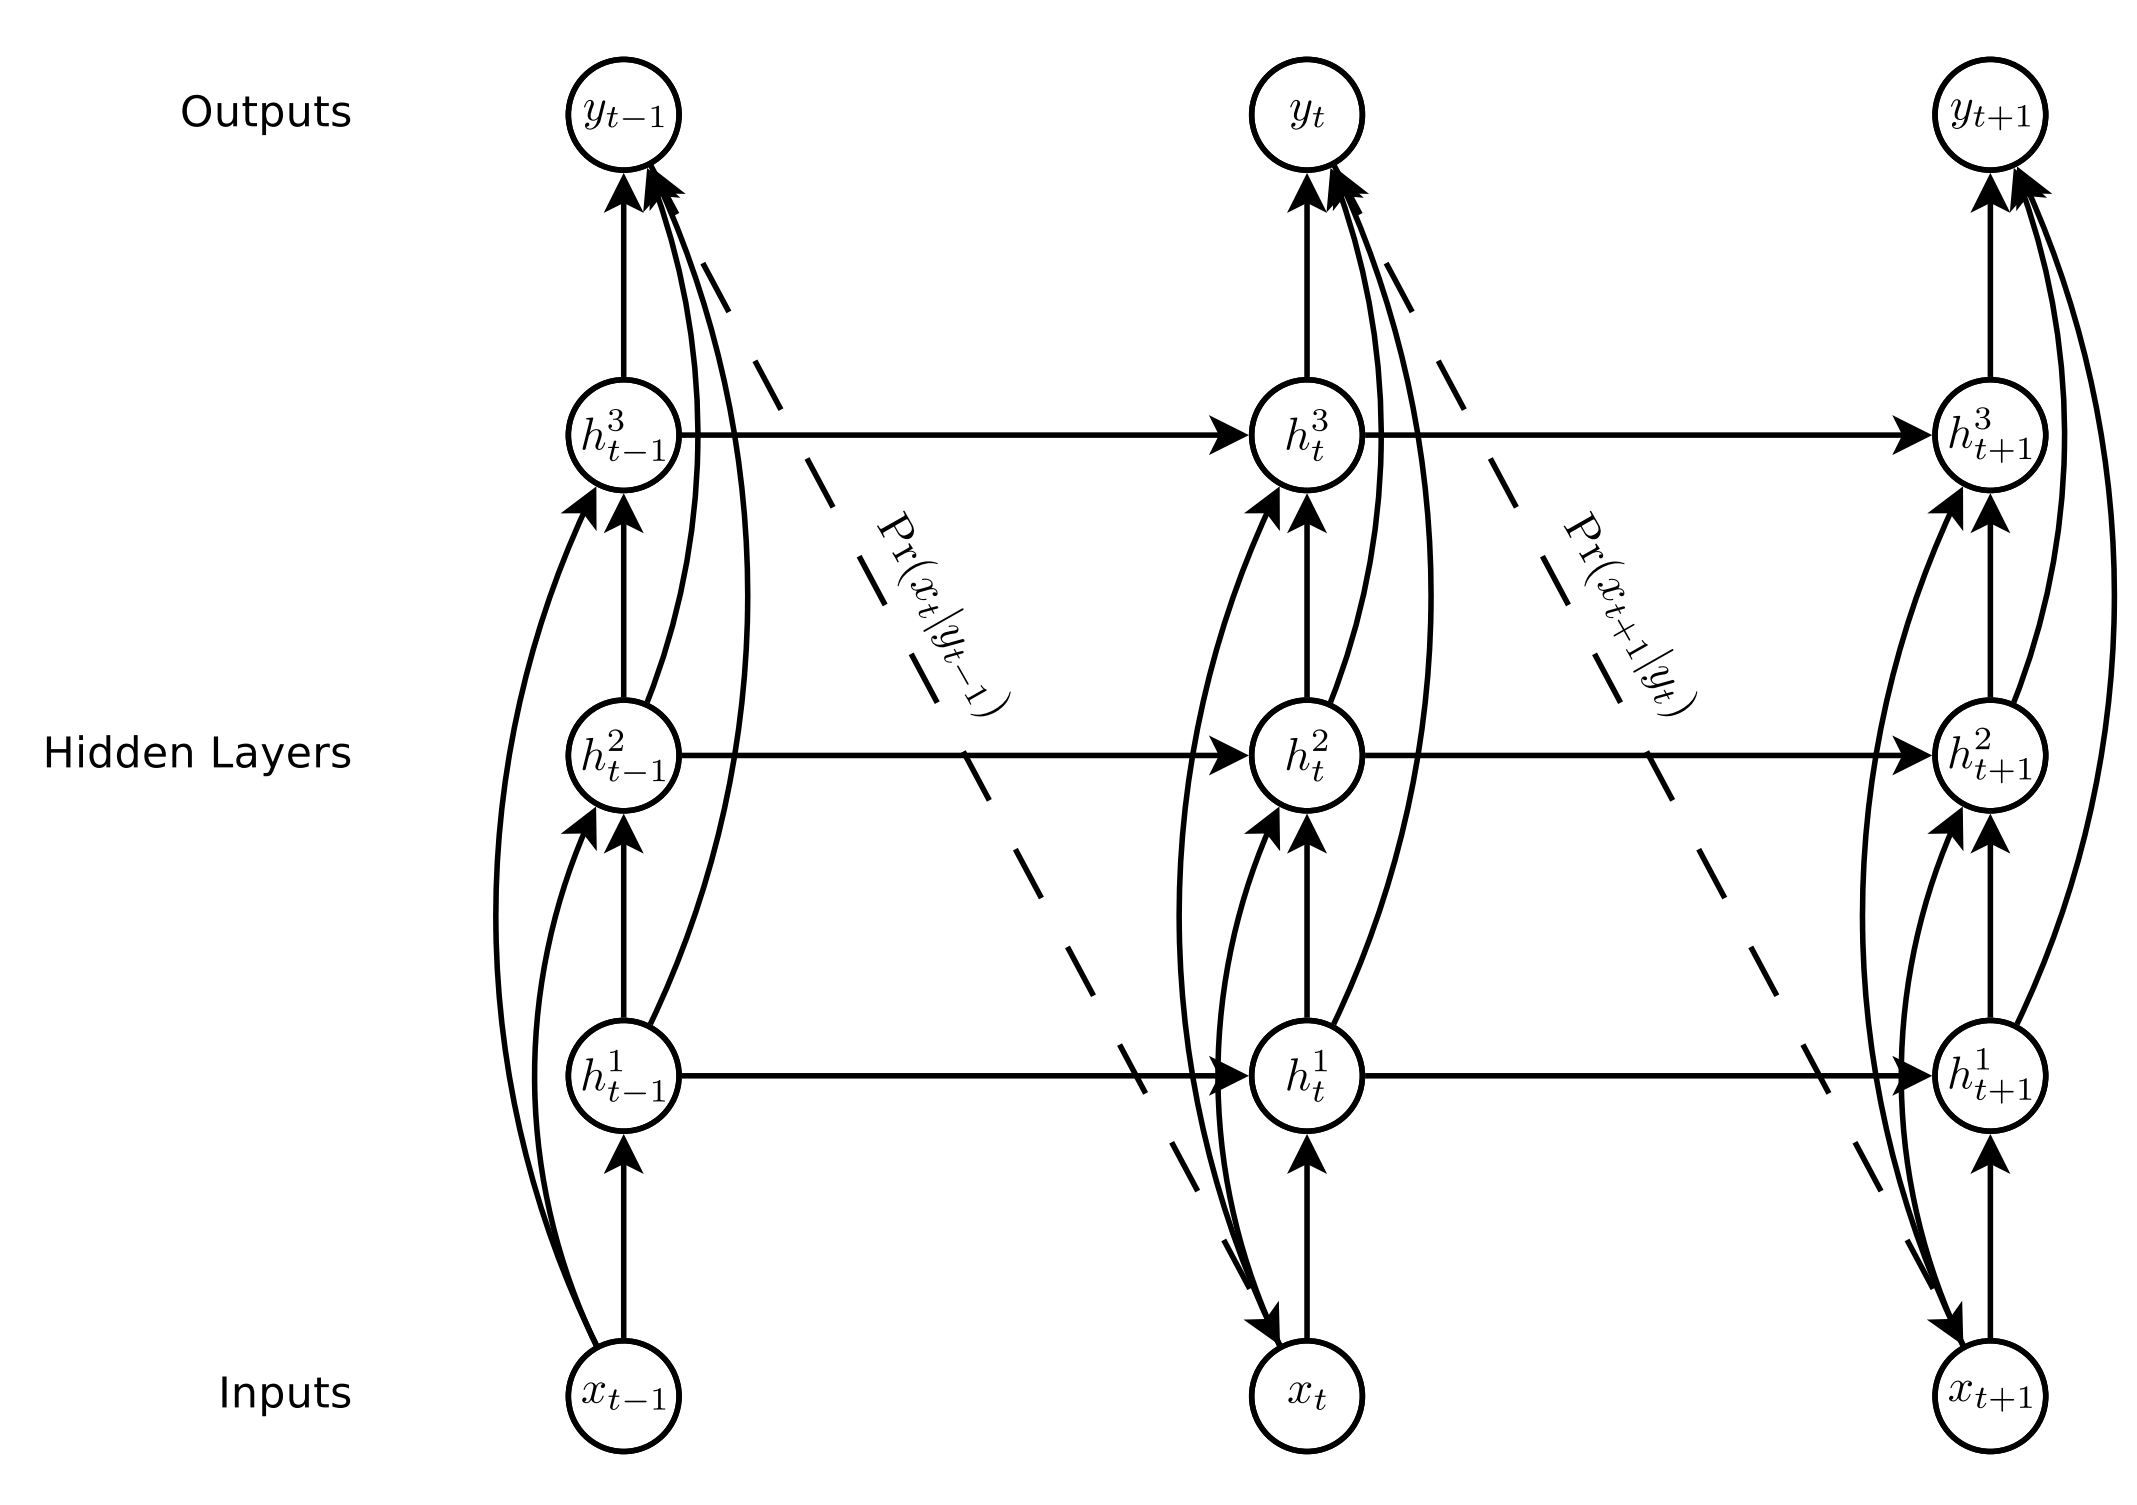 Outputs y_{t−1} y_t y_{t+1}
h^3_{t−1} h^3_t h^3_{t+1}
Pr(x_t|y_{t−1}) Pr(x_{t+1}|y_t)
Hidden Layers h^2_{t−1} h^2_t h^2_{t+1}
h^1_{t−1} h^1_t h^1_{t+1}
Inputs x_{t−1} x_t x_{t+1}